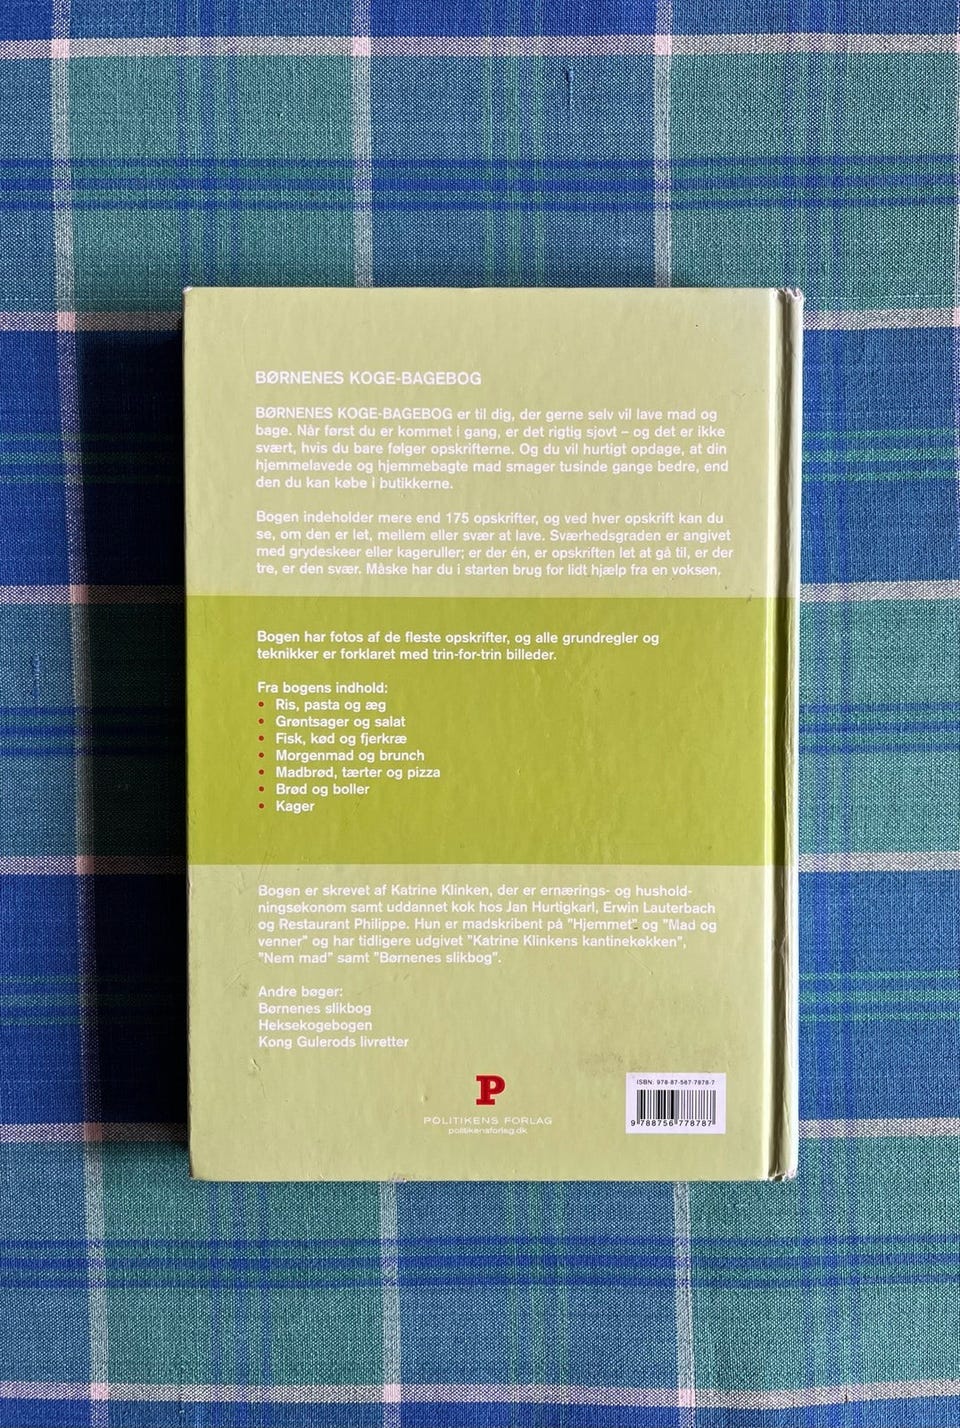 BØRNENES KOGE-BAGEBOG
BØRNENES KOGE-BAGEBOG er til dig, der gerne selv vil lave mad og
bage. Når først du er kommet i gang, er det rigtig sjovt – og det er ikke
svært, hvis du bare følger opskrifterne. Og du vil hurtigt opdage, at din
hjemmelavede og hjemmebagte mad smager tusinde gange bedre, end
den du kan købe i butikkerne.
Bogen indeholder mere end 175 opskrifter, og ved hver opskrift kan du
se, om den er let, mellem eller svær at lave. Sværhedsgraden er angivet
med grydeskeer eller kageruller; er der én, er opskriften let at gå til, er der
tre, er den svær. Måske har du i starten brug for lidt hjælp fra en voksen.
Bogen har fotos af de fleste opskrifter, og alle grundregler og
teknikker er forklaret med trin-for-trin billeder.
Fra bogens indhold:
• Ris, pasta og æg
• Grøntsager og salat
• Fisk, kød og fjerkræ
• Morgenmad og brunch
• Madbrød, tærter og pizza
• Brød og boller
• Kager
Bogen er skrevet af Katrine Klinken, der er ernærings- og hushold-
ningsøkonom samt uddannet kok hos Jan Hurtigkarl, Erwin Lauterbach
og Restaurant Philippe. Hun er madskribent på "Hjemmet" og "Mad og
venner" og har tidligere udgivet "Katrine Klinkens kantinekøkken",
"Nem mad" samt "Børnenes slikbog".
Andre bøger:
Børnenes slikbog
Heksekogebogen
Kong Gulerods livretter
P
POLITIKENS FORLAG
politikensforlag.dk
ISBN: 978-87-567-7878-7
9 788756 778787